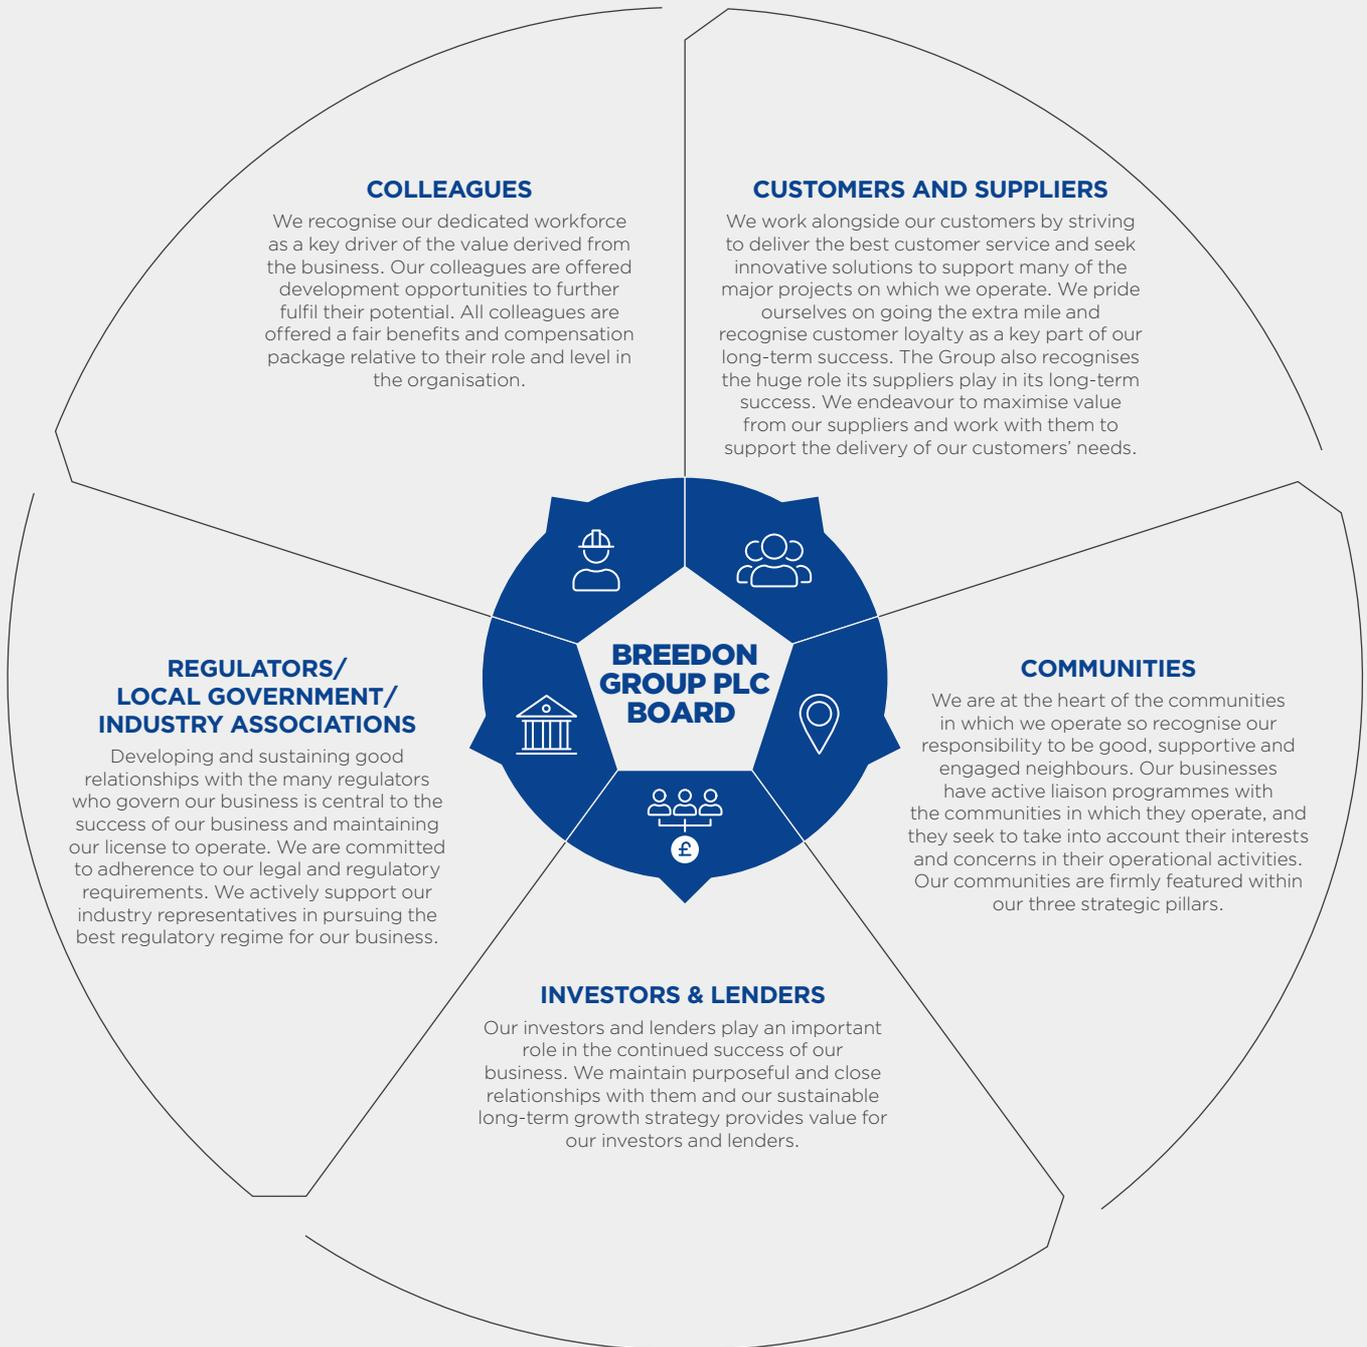 COLLEAGUES
We recognise our dedicated workforce
as a key driver of the value derived from
the business. Our colleagues are offered
development opportunities to further
fulfil their potential. All colleagues are
offered a fair benefits and compensation
package relative to their role and level in
the organisation.
CUSTOMERS AND SUPPLIERS
We work alongside our customers by striving
to deliver the best customer service and seek
innovative solutions to support many of the
major projects on which we operate. We pride
ourselves on going the extra mile and
recognise customer loyalty as a key part of our
long-term success. The Group also recognises
the huge role its suppliers play in its long-term
success. We endeavour to maximise value
from our suppliers and work with them to
support the delivery of our customers’ needs.
BREEDON
GROUP PLC
BOARD
£
REGULATORS/
LOCAL GOVERNMENT/
INDUSTRY ASSOCIATIONS
Developing and sustaining good
relationships with the many regulators
who govern our business is central to the
success of our business and maintaining
our license to operate. We are committed
to adherence to our legal and regulatory
requirements. We actively support our
industry representatives in pursuing the
best regulatory regime for our business.
COMMUNITIES
We are at the heart of the communities
in which we operate so recognise our
responsibility to be good, supportive and
engaged neighbours. Our businesses
have active liaison programmes with
the communities in which they operate, and
they seek to take into account their interests
and concerns in their operational activities.
Our communities are firmly featured within
our three strategic pillars.
INVESTORS & LENDERS
Our investors and lenders play an important
role in the continued success of our
business. We maintain purposeful and close
relationships with them and our sustainable
long-term growth strategy provides value for
our investors and lenders.